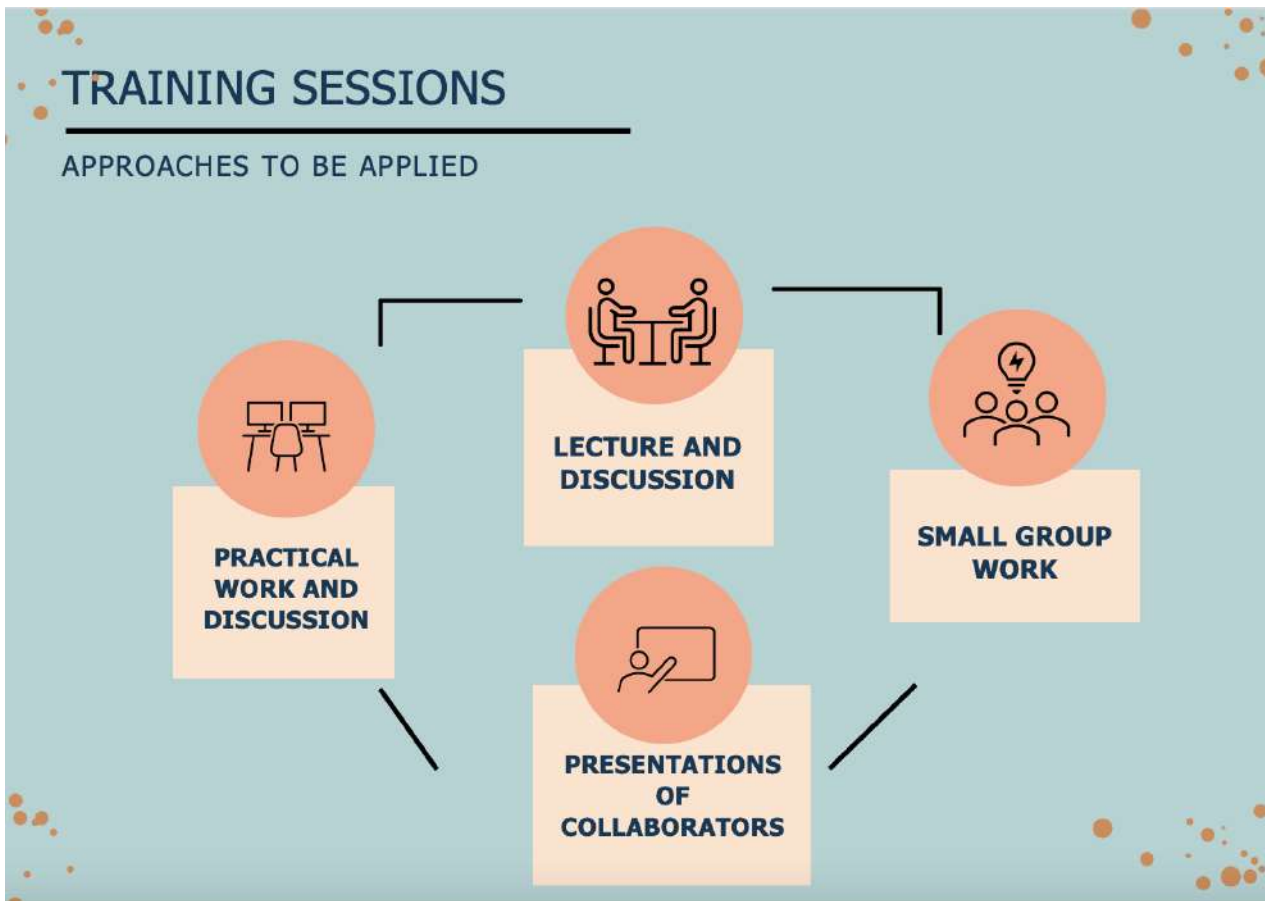 TRAINING SESSIONS
APPROACHES TO BE APPLIED
LECTURE AND
DISCUSSION
SMALL GROUP
WORK
PRACTICAL
WORK AND
DISCUSSION
PRESENTATIONS
OF
COLLABORATORS